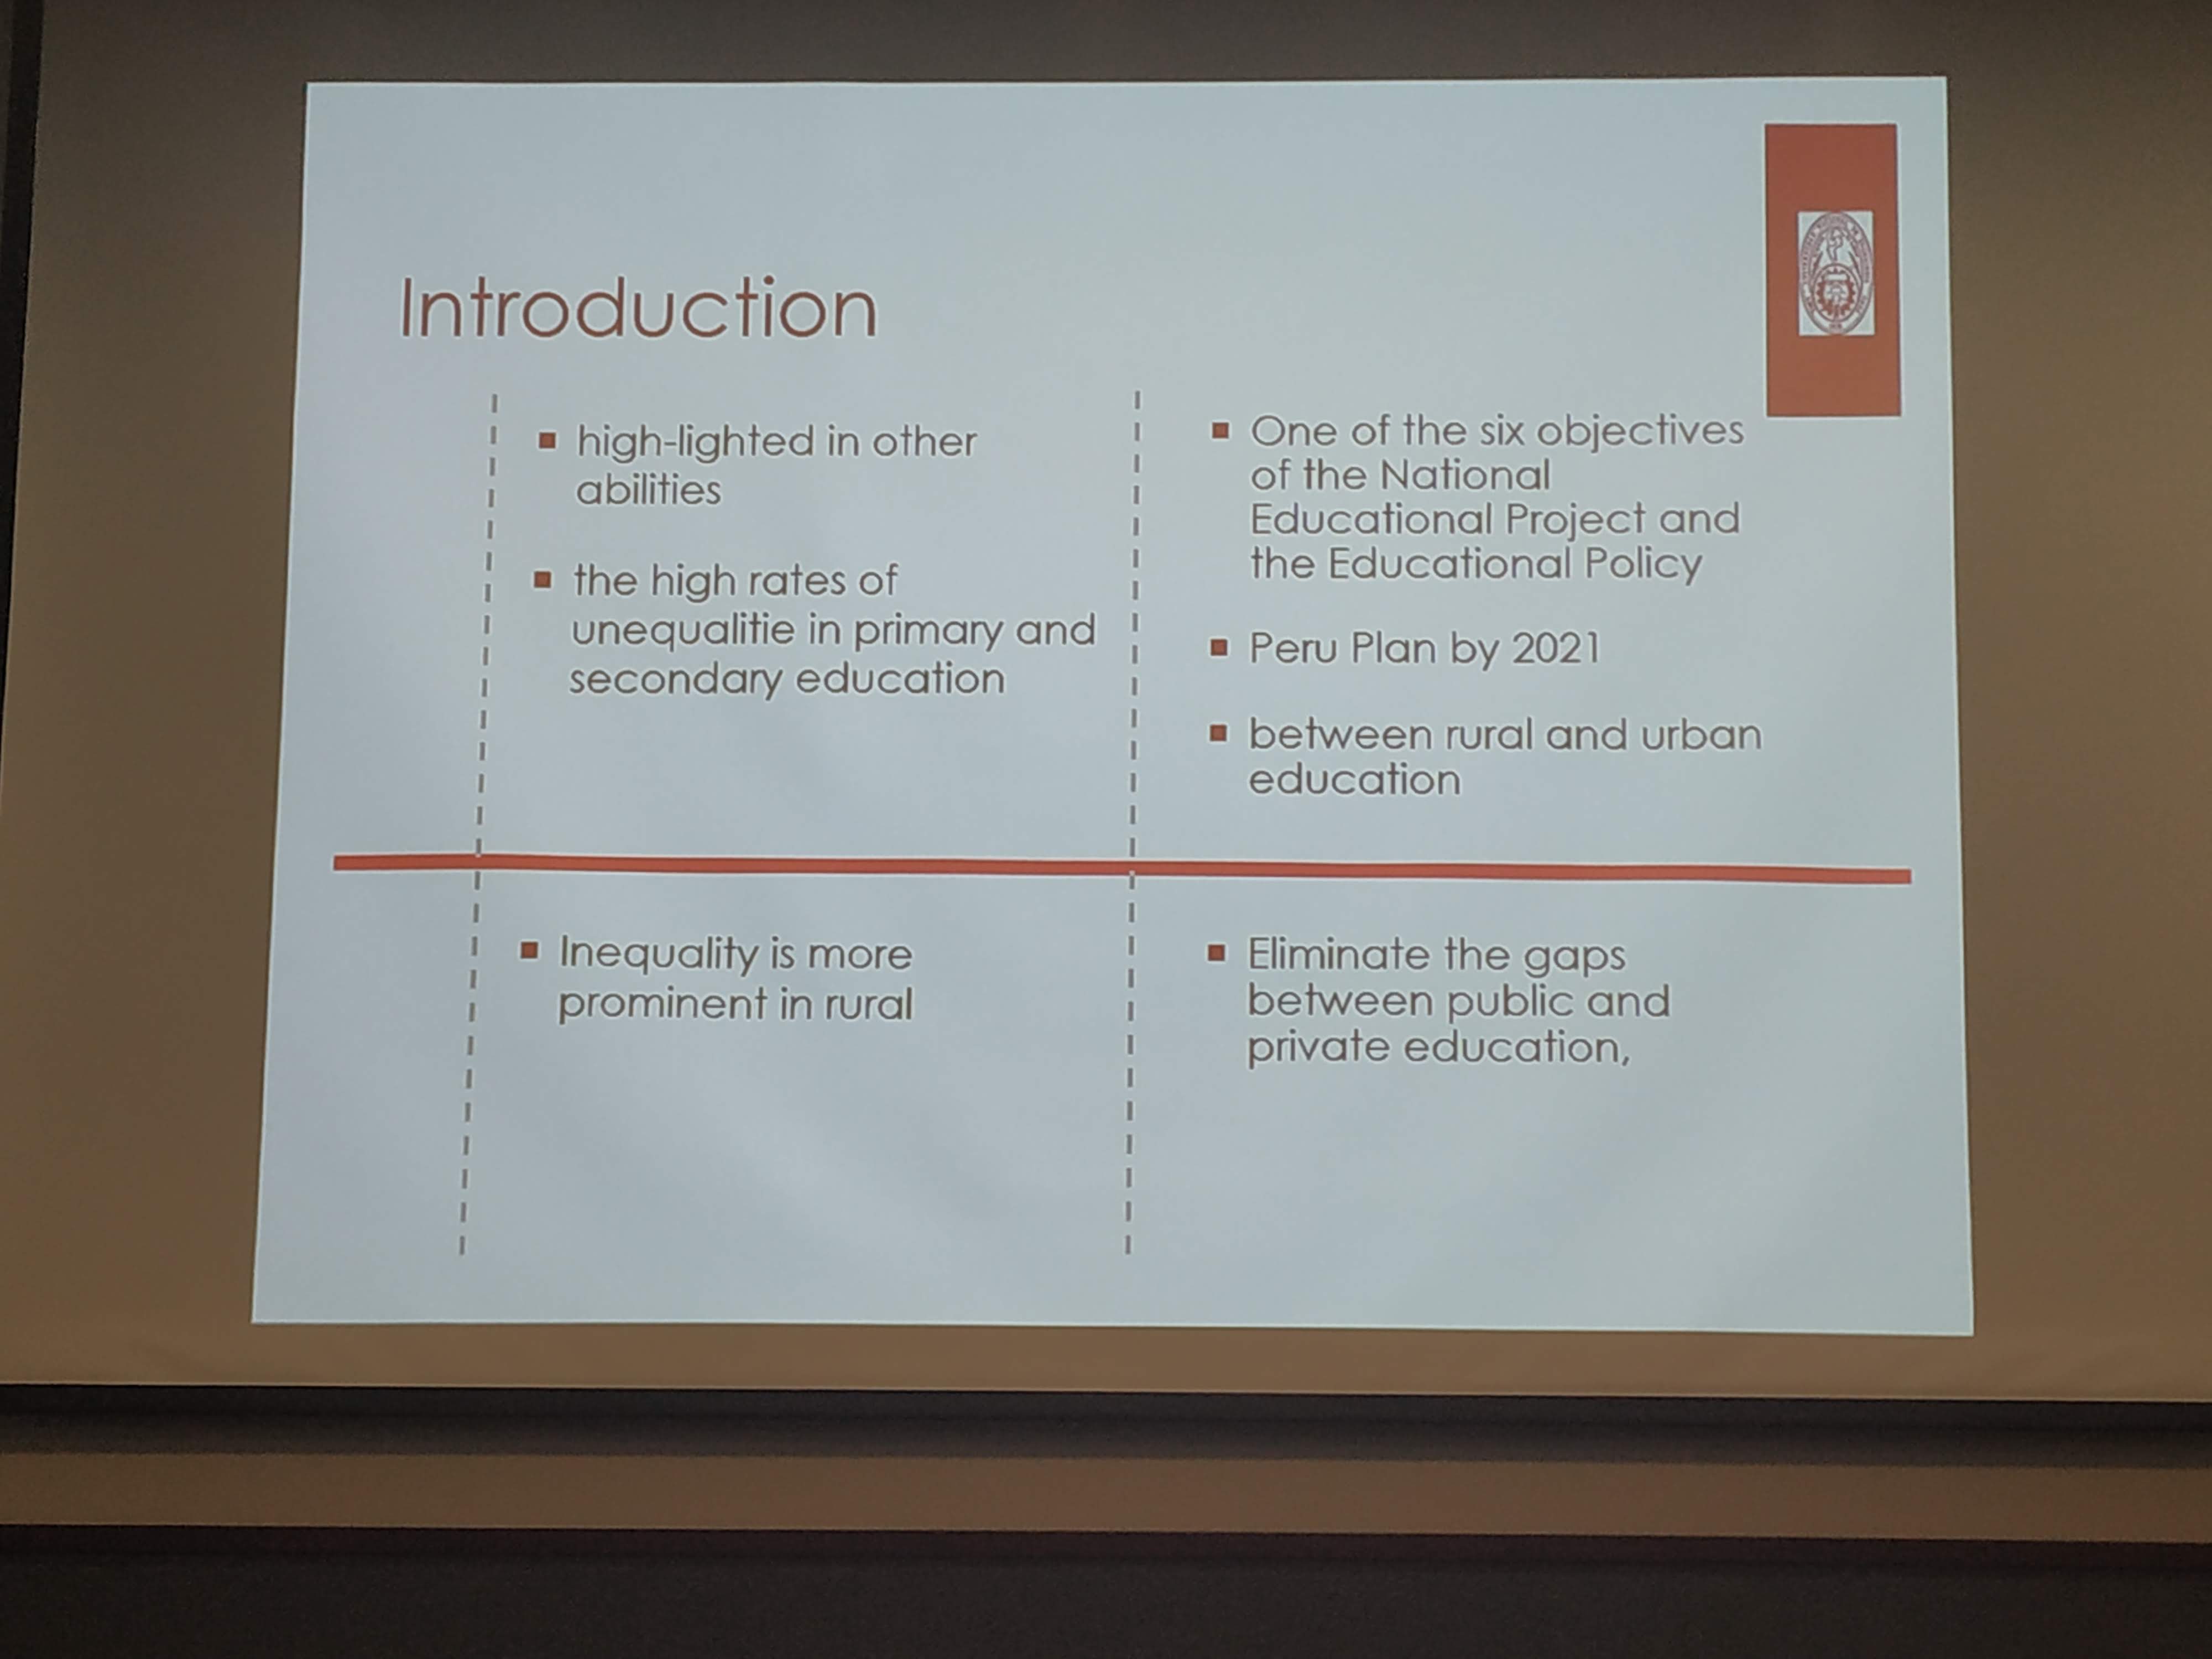 Introduction
high-lighted in other
abilities
the high rates of
unequalitie in primary and
secondary education
Inequality is more
prominent in rural
One of the six objectives
of the National
Educational Project and
the Educational Policy
Peru Plan by 2021
between rural and urban
education
Eliminate the gaps
between public and
private education,